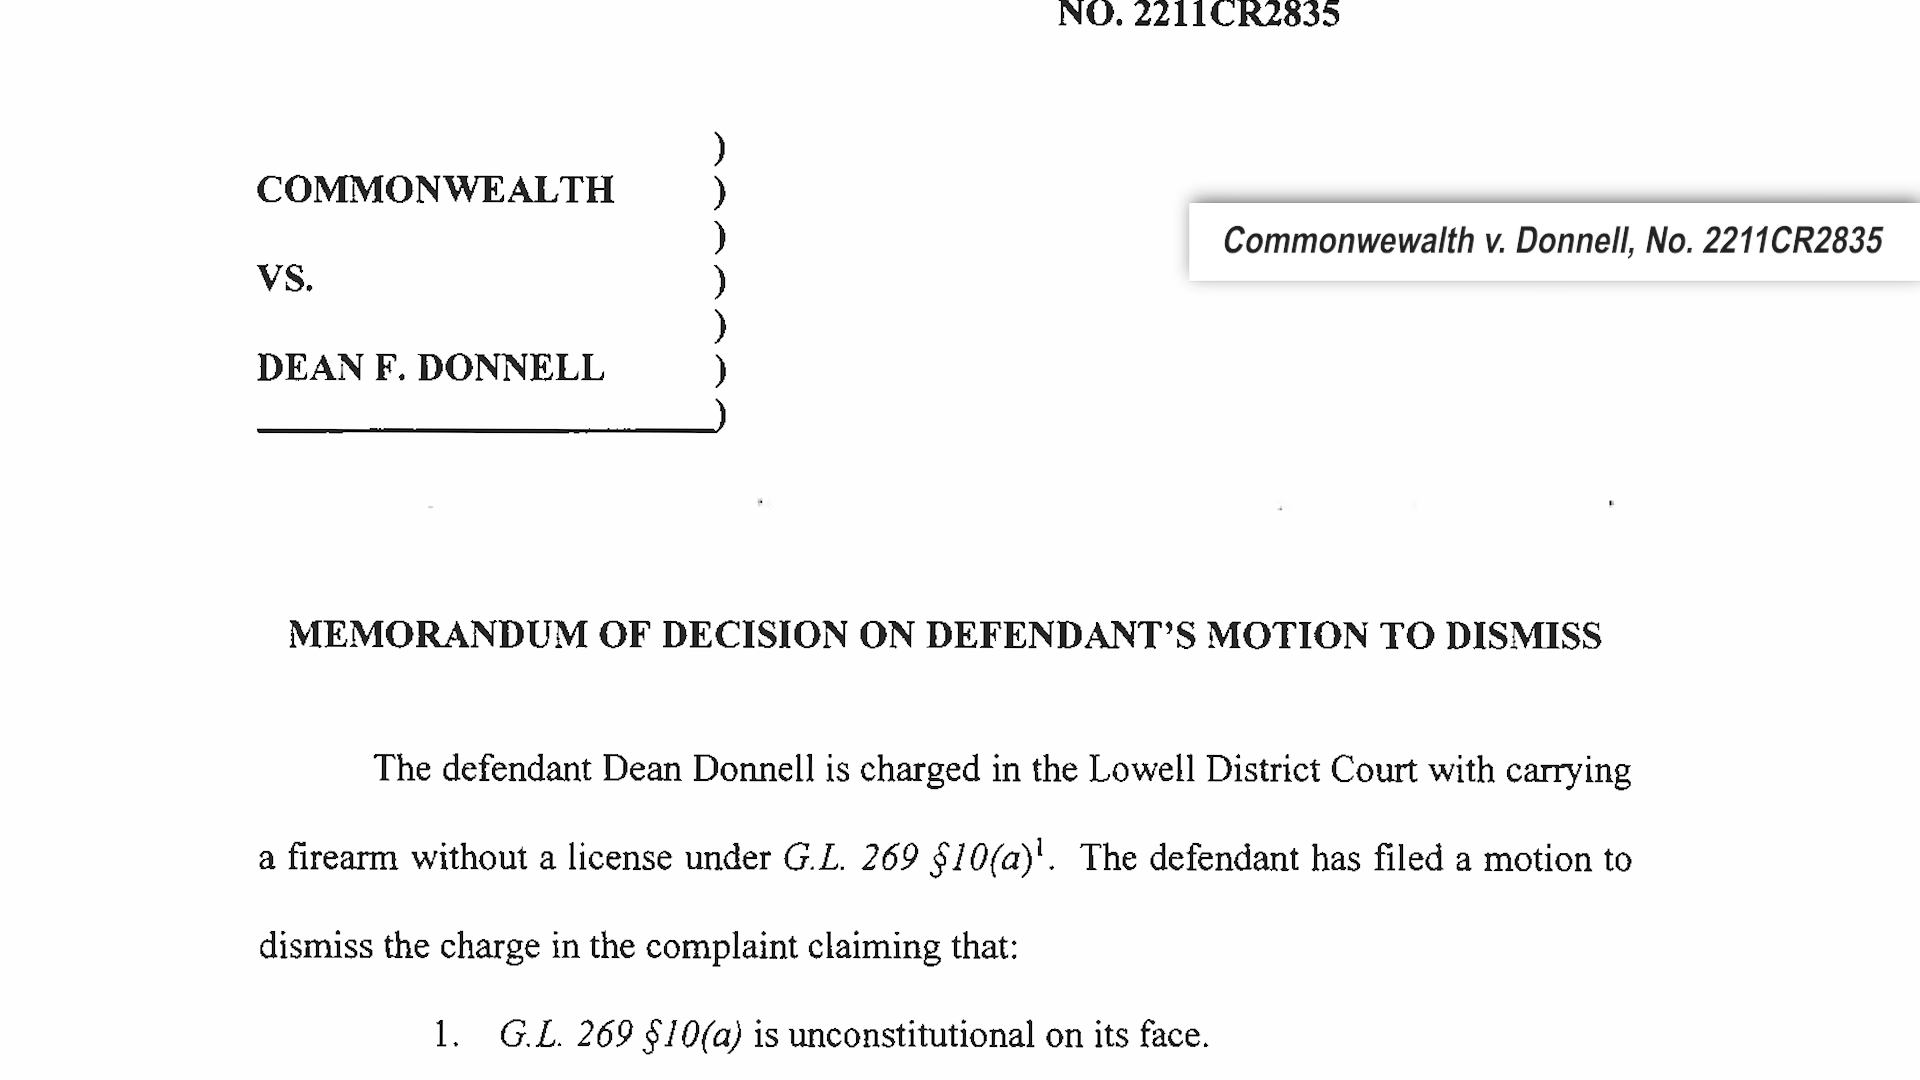 NO. 2211CR2835
)
COMMONWEALTH )
)
Commonwewalth v. Donnell, No. 2211CR2835
VS. )
)
DEAN F. DONNELL )
)
MEMORANDUM OF DECISION ON DEFENDANT'S MOTION TO DISMISS
The defendant Dean Donnell is charged in the Lowell District Court with carrying
a firearm without a license under G.L. 269 §10(a)¹. The defendant has filed a motion to
dismiss the charge in the complaint claiming that:
1. G.L. 269 §10(a) is unconstitutional on its face.